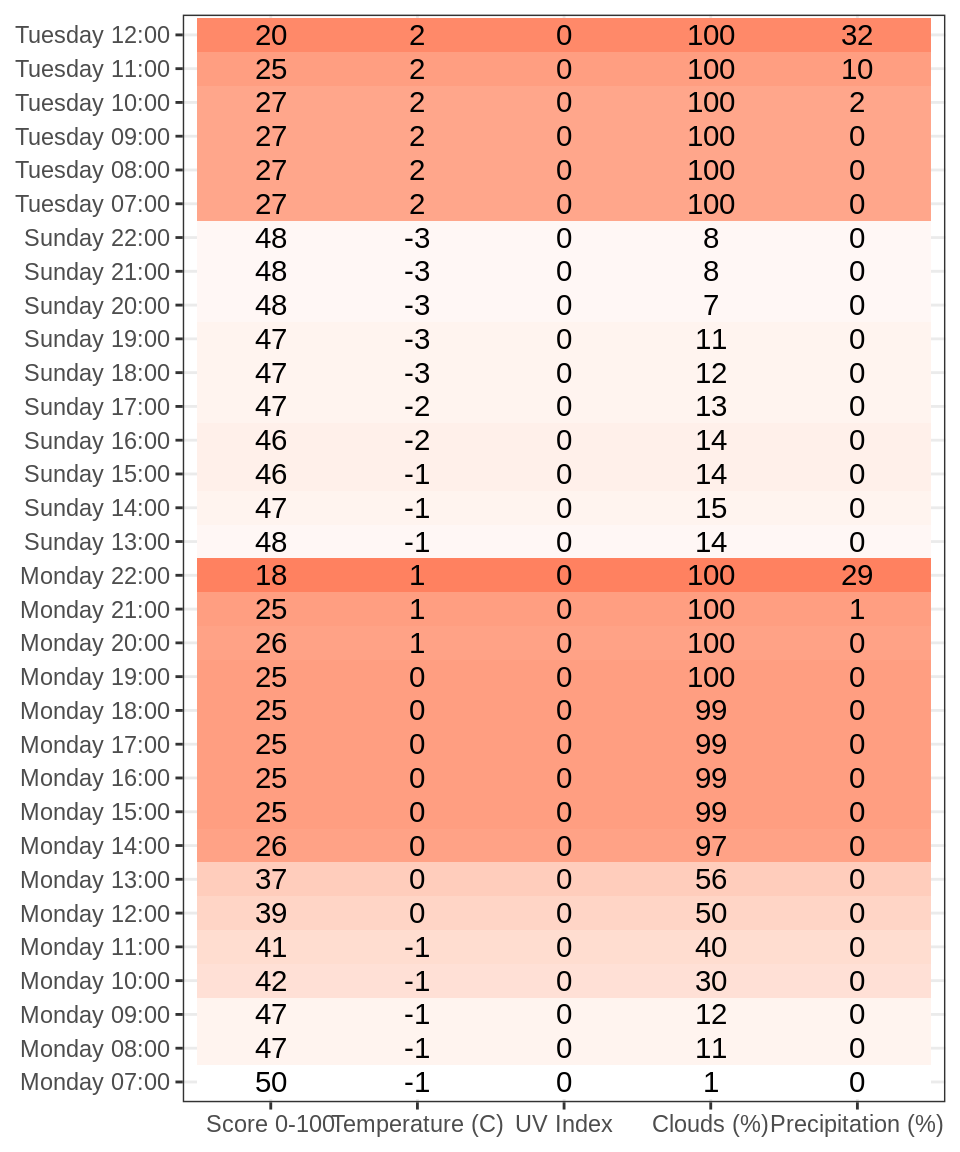 Tuesday 12:00 20 2 0 100 32
Tuesday 11:00 25 2 0 100 10
Tuesday 10:00 27 2 0 100 2
Tuesday 09:00 27 2 0 100 0
Tuesday 08:00 27 2 0 100 0
Tuesday 07:00 27 2 0 100 0
Sunday 22:00 48 -3 0 8 0
Sunday 21:00 48 -3 0 8 0
Sunday 20:00 48 -3 0 7 0
Sunday 19:00 47 -3 0 11 0
Sunday 18:00 47 -3 0 12 0
Sunday 17:00 47 -2 0 13 0
Sunday 16:00 46 -2 0 14 0
Sunday 15:00 46 -1 0 14 0
Sunday 14:00 47 -1 0 15 0
Sunday 13:00 48 -1 0 14 0
Monday 22:00 18 1 0 100 29
Monday 21:00 25 1 0 100 1
Monday 20:00 26 1 0 100 0
Monday 19:00 25 0 0 100 0
Monday 18:00 25 0 0 99 0
Monday 17:00 25 0 0 99 0
Monday 16:00 25 0 0 99 0
Monday 15:00 25 0 0 99 0
Monday 14:00 26 0 0 97 0
Monday 13:00 37 0 0 56 0
Monday 12:00 39 0 0 50 0
Monday 11:00 41 -1 0 40 0
Monday 10:00 42 -1 0 30 0
Monday 09:00 47 -1 0 12 0
Monday 08:00 47 -1 0 11 0
Monday 07:00 50 -1 0 1 0
Score 0-100 Temperature (C) UV Index Clouds (%) Precipitation (%)